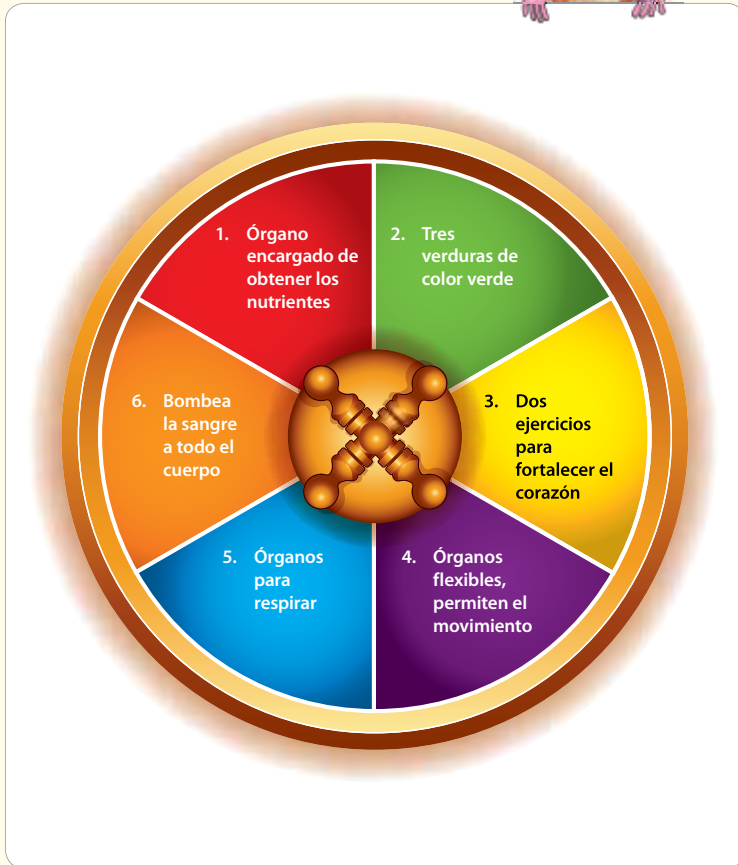 1. Órgano
encargado de
obtener los
nutrientes
2. Tres
verduras de
color verde
3. Dos
ejercicios
para
fortalecer el
corazón
4. Órganos
flexibles,
permiten el
movimiento
5. Órganos
para
respirar
6. Bombea
la sangre
a todo el
cuerpo